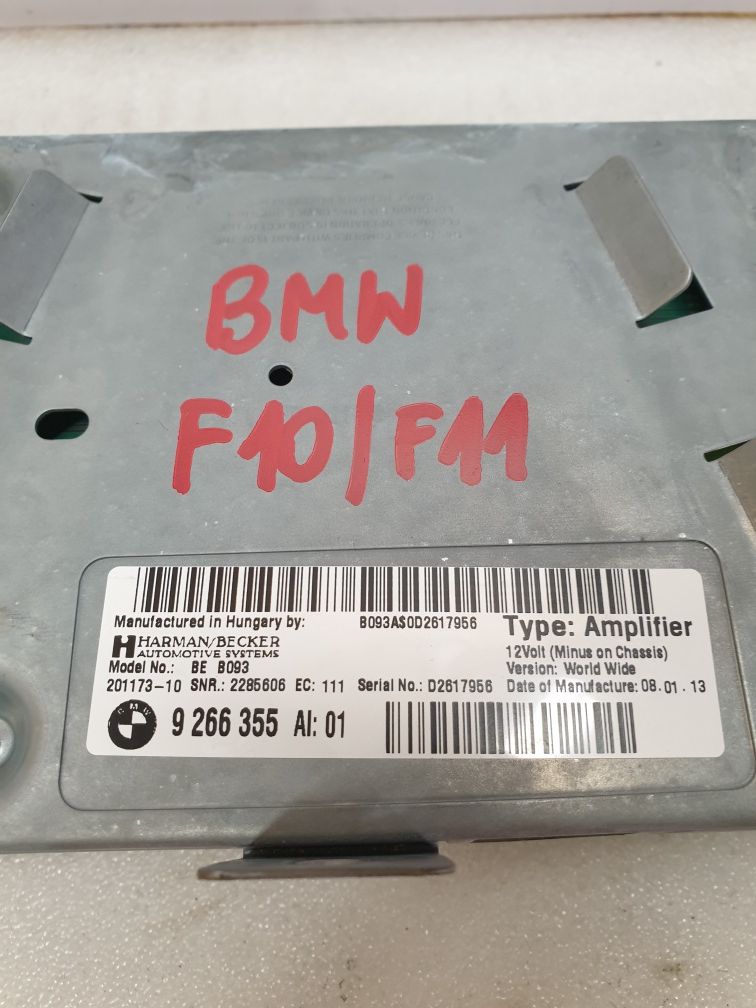 BMW
F10/F11
Manufactured in Hungary by:
B093A$0D2617956
Type: Amplifier
HARMAN/BECKER
AUTOMOTIVE SYSTEMS
12Volt (Minus on Chassis)
Model No.: BE B093
Version: World Wide
201173-10 SNR.: 2285606 EC: 111 Serial No.: D2617956 Date of Manufacture: 08.01.13
BMW
9 266 355 AI: 01